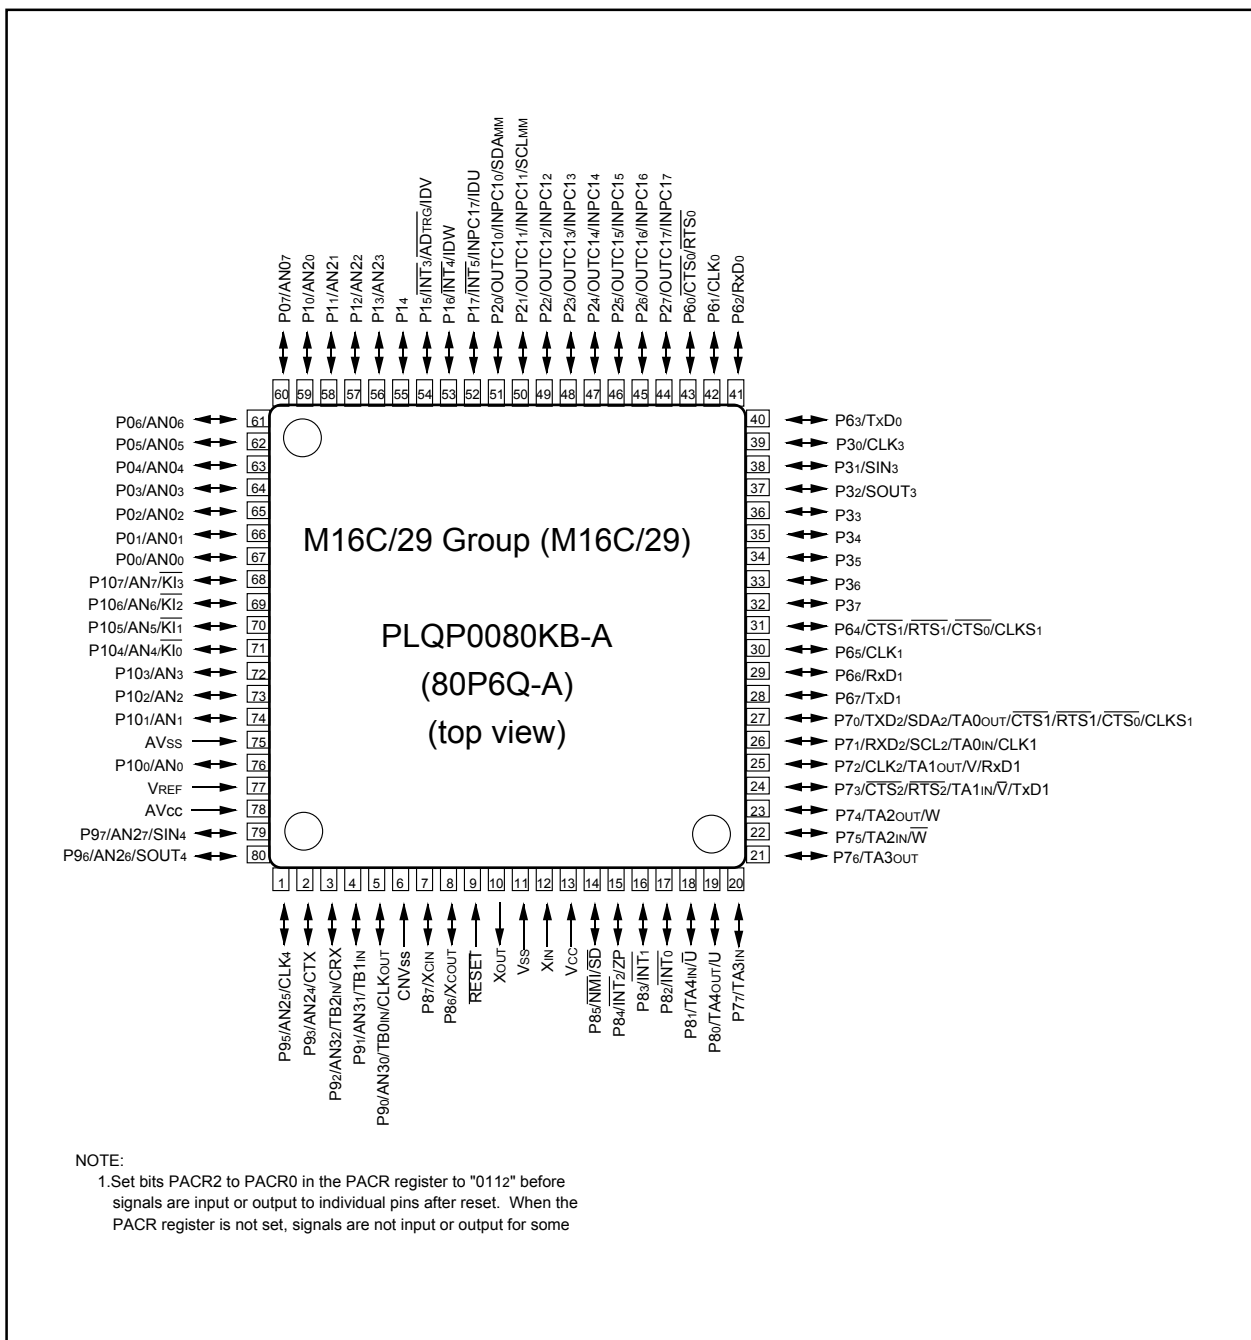 P07/AN07
P10/AN20
P11/AN21
P12/AN22
P13/AN23
P14
P15/INT3/ADTRG/IDV
P16/INT4/IDW
P17/INT5/INPC17/IDU
P20/OUTC10/INPC10/SDAMM
P21/OUTC11/INPC11/SCLMM
P22/OUTC12/INPC12
P23/OUTC13/INPC13
P24/OUTC14/INPC14
P25/OUTC15/INPC15
P26/OUTC16/INPC16
P27/OUTC17/INPC17
P60/CTS0/RTS0
P61/CLK0
P62/RxD0
60 59 58 57 56 55 54 53 52 51 50 49 48 47 46 45 44 43 42 41
P06/AN06 61
P05/AN05 62
P04/AN04 63
P03/AN03 64
P02/AN02 65
P01/AN01 66
P00/AN00 67
P107/AN7/KI3 68
P106/AN6/KI2 69
P105/AN5/KI1 70
P104/AN4/KI0 71
P103/AN3 72
P102/AN2 73
P101/AN1 74
AVSS 75
P100/AN0 76
VREF 77
AVCC 78
P97/AN27/SIN4 79
P96/AN26/SOUT4 80
M16C/29 Group (M16C/29)
PLQP0080KB-A
(80P6Q-A)
(top view)
40 P63/TxD0
39 P30/CLK3
38 P31/SIN3
37 P32/SOUT3
36 P33
35 P34
34 P35
33 P36
32 P37
31 P64/CTS1/RTS1/CTS0/CLKS1
30 P65/CLK1
29 P66/RxD1
28 P67/TxD1
27 P70/TXD2/SDA2/TA0OUT/CTS1/RTS1/CTS0/CLKS1
26 P71/RXD2/SCL2/TA0IN/CLK1
25 P72/CLK2/TA1OUT/V/RxD1
24 P73/CTS2/RTS2/TA1IN/V/TxD1
23 P74/TA2OUT/W
22 P75/TA2IN/W
21 P76/TA3OUT
1 2 3 4 5 6 7 8 9 10 11 12 13 14 15 16 17 18 19 20
P95/AN25/CLK4
P93/AN24/CTX
P92/AN32/TB2IN/CRX
P91/AN31/TB1IN
P90/AN30/TB0IN/CLKOUT
CNVSS
P87/XCIN
P86/XCOUT
RESET
XOUT
VSS
XIN
VCC
P85/NMI/SD
P84/INT2/ZP
P83/INT1
P82/INT0
P81/TA4IN/U
P80/TA4OUT/U
P77/TA3IN
NOTE:
1.Set bits PACR2 to PACR0 in the PACR register to "0112" before
signals are input or output to individual pins after reset. When the
PACR register is not set, signals are not input or output for some